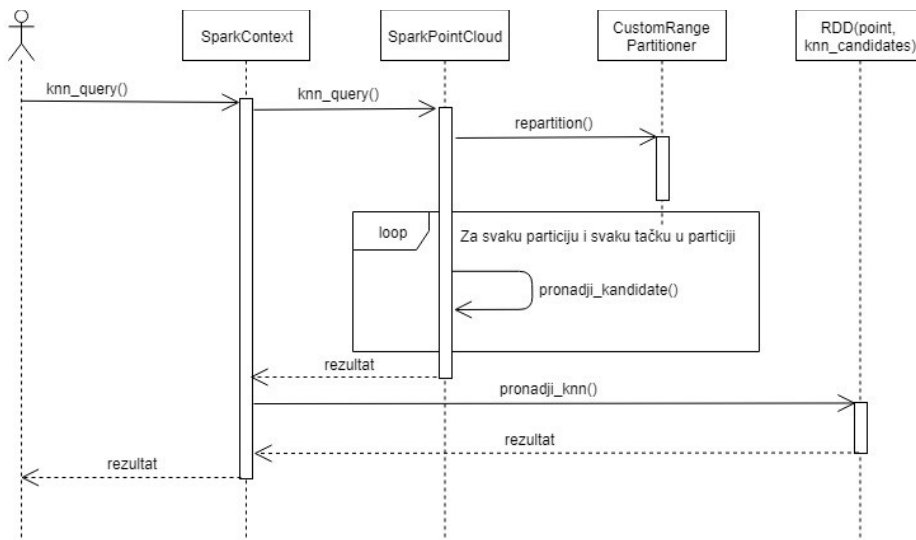 SparkContext
SparkPointCloud
CustomRange
Partitioner
RDD(point,
knn_candidates)
knn_query()
knn_query()
repartition()
loop
Za svaku particiju i svaku tačku u particiji
pronadji_kandidate()
rezultat
pronadji_knn()
rezultat
rezultat